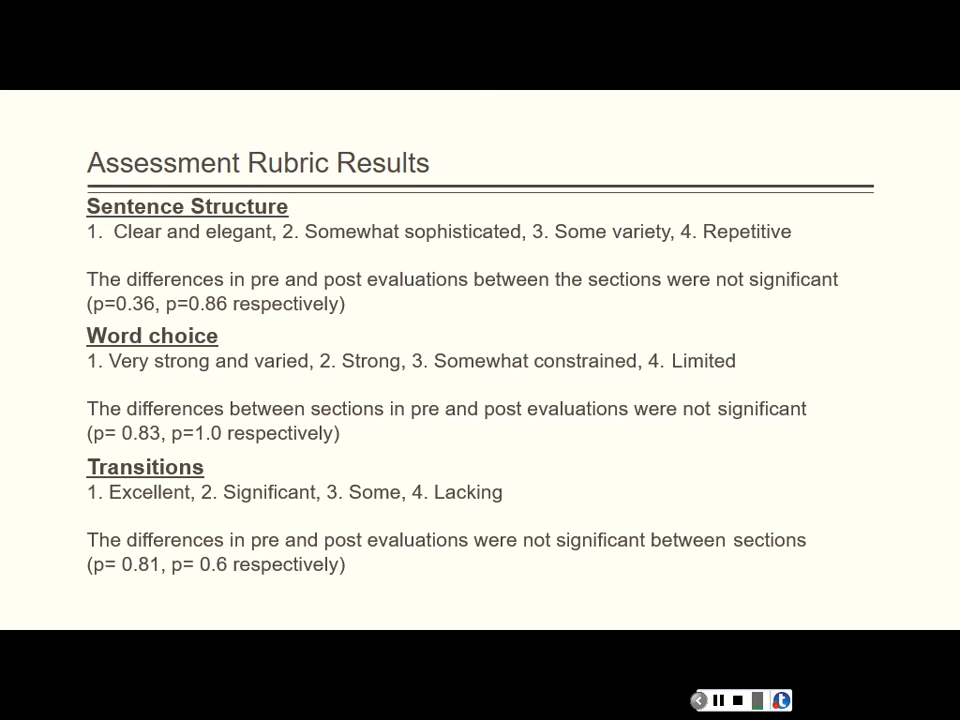 Assessment Rubric Results
Sentence Structure
1. Clear and elegant, 2. Somewhat sophisticated, 3. Some variety, 4. Repetitive
The differences in pre and post evaluations between the sections were not significant
(p=0.36, p=0.86 respectively)
Word choice
1. Very strong and varied, 2. Strong, 3. Somewhat constrained, 4. Limited
The differences between sections in pre and post evaluations were not significant
(p= 0.83, p=1.0 respectively)
Transitions
1. Excellent, 2. Significant, 3. Some, 4. Lacking
The differences in pre and post evaluations were not significant between sections
(p= 0.81, p= 0.6 respectively)
t